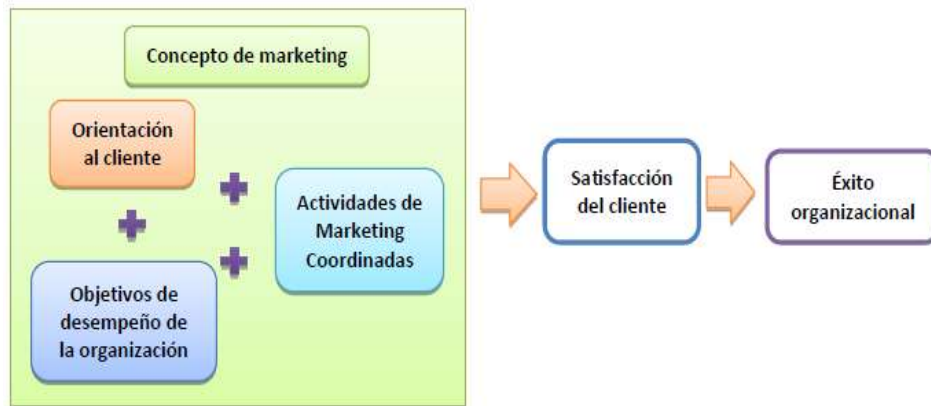 Concepto de marketing
Orientación
al cliente
Objetivos de
desempeño de
la organización
Actividades de
Marketing
Coordinadas
Satisfacción
del cliente
Éxito
organizacional